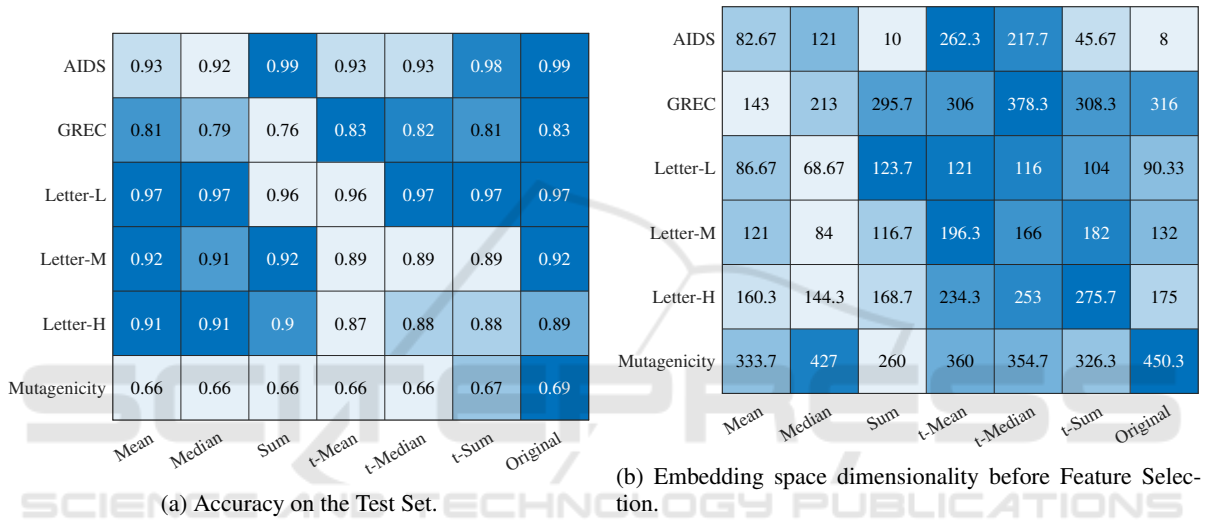 AIDS 0.93 0.92 0.99 0.93 0.93 0.98 0.99
GREC 0.81 0.79 0.76 0.83 0.82 0.81 0.83
Letter-L 0.97 0.97 0.96 0.96 0.97 0.97 0.97
Letter-M 0.92 0.91 0.92 0.89 0.89 0.89 0.92
Letter-H 0.91 0.91 0.9 0.87 0.88 0.88 0.89
Mutagenicity 0.66 0.66 0.66 0.66 0.66 0.67 0.69
Mean Median Sum t-Mean t-Median t-Sum Original
(a) Accuracy on the Test Set.
AIDS 82.67 121 10 262.3 217.7 45.67 8
GREC 143 213 295.7 306 378.3 308.3 316
Letter-L 86.67 68.67 123.7 121 116 104 90.33
Letter-M 121 84 116.7 196.3 166 182 132
Letter-H 160.3 144.3 168.7 234.3 253 275.7 175
Mutagenicity 333.7 427 260 360 354.7 326.3 450.3
Mean Median Sum t-Mean t-Median t-Sum Original
(b) Embedding space dimensionality before Feature Selec-
tion.
SCITEPRESS
SCIENCE AND TECHNOLOGY PUBLICATIONS